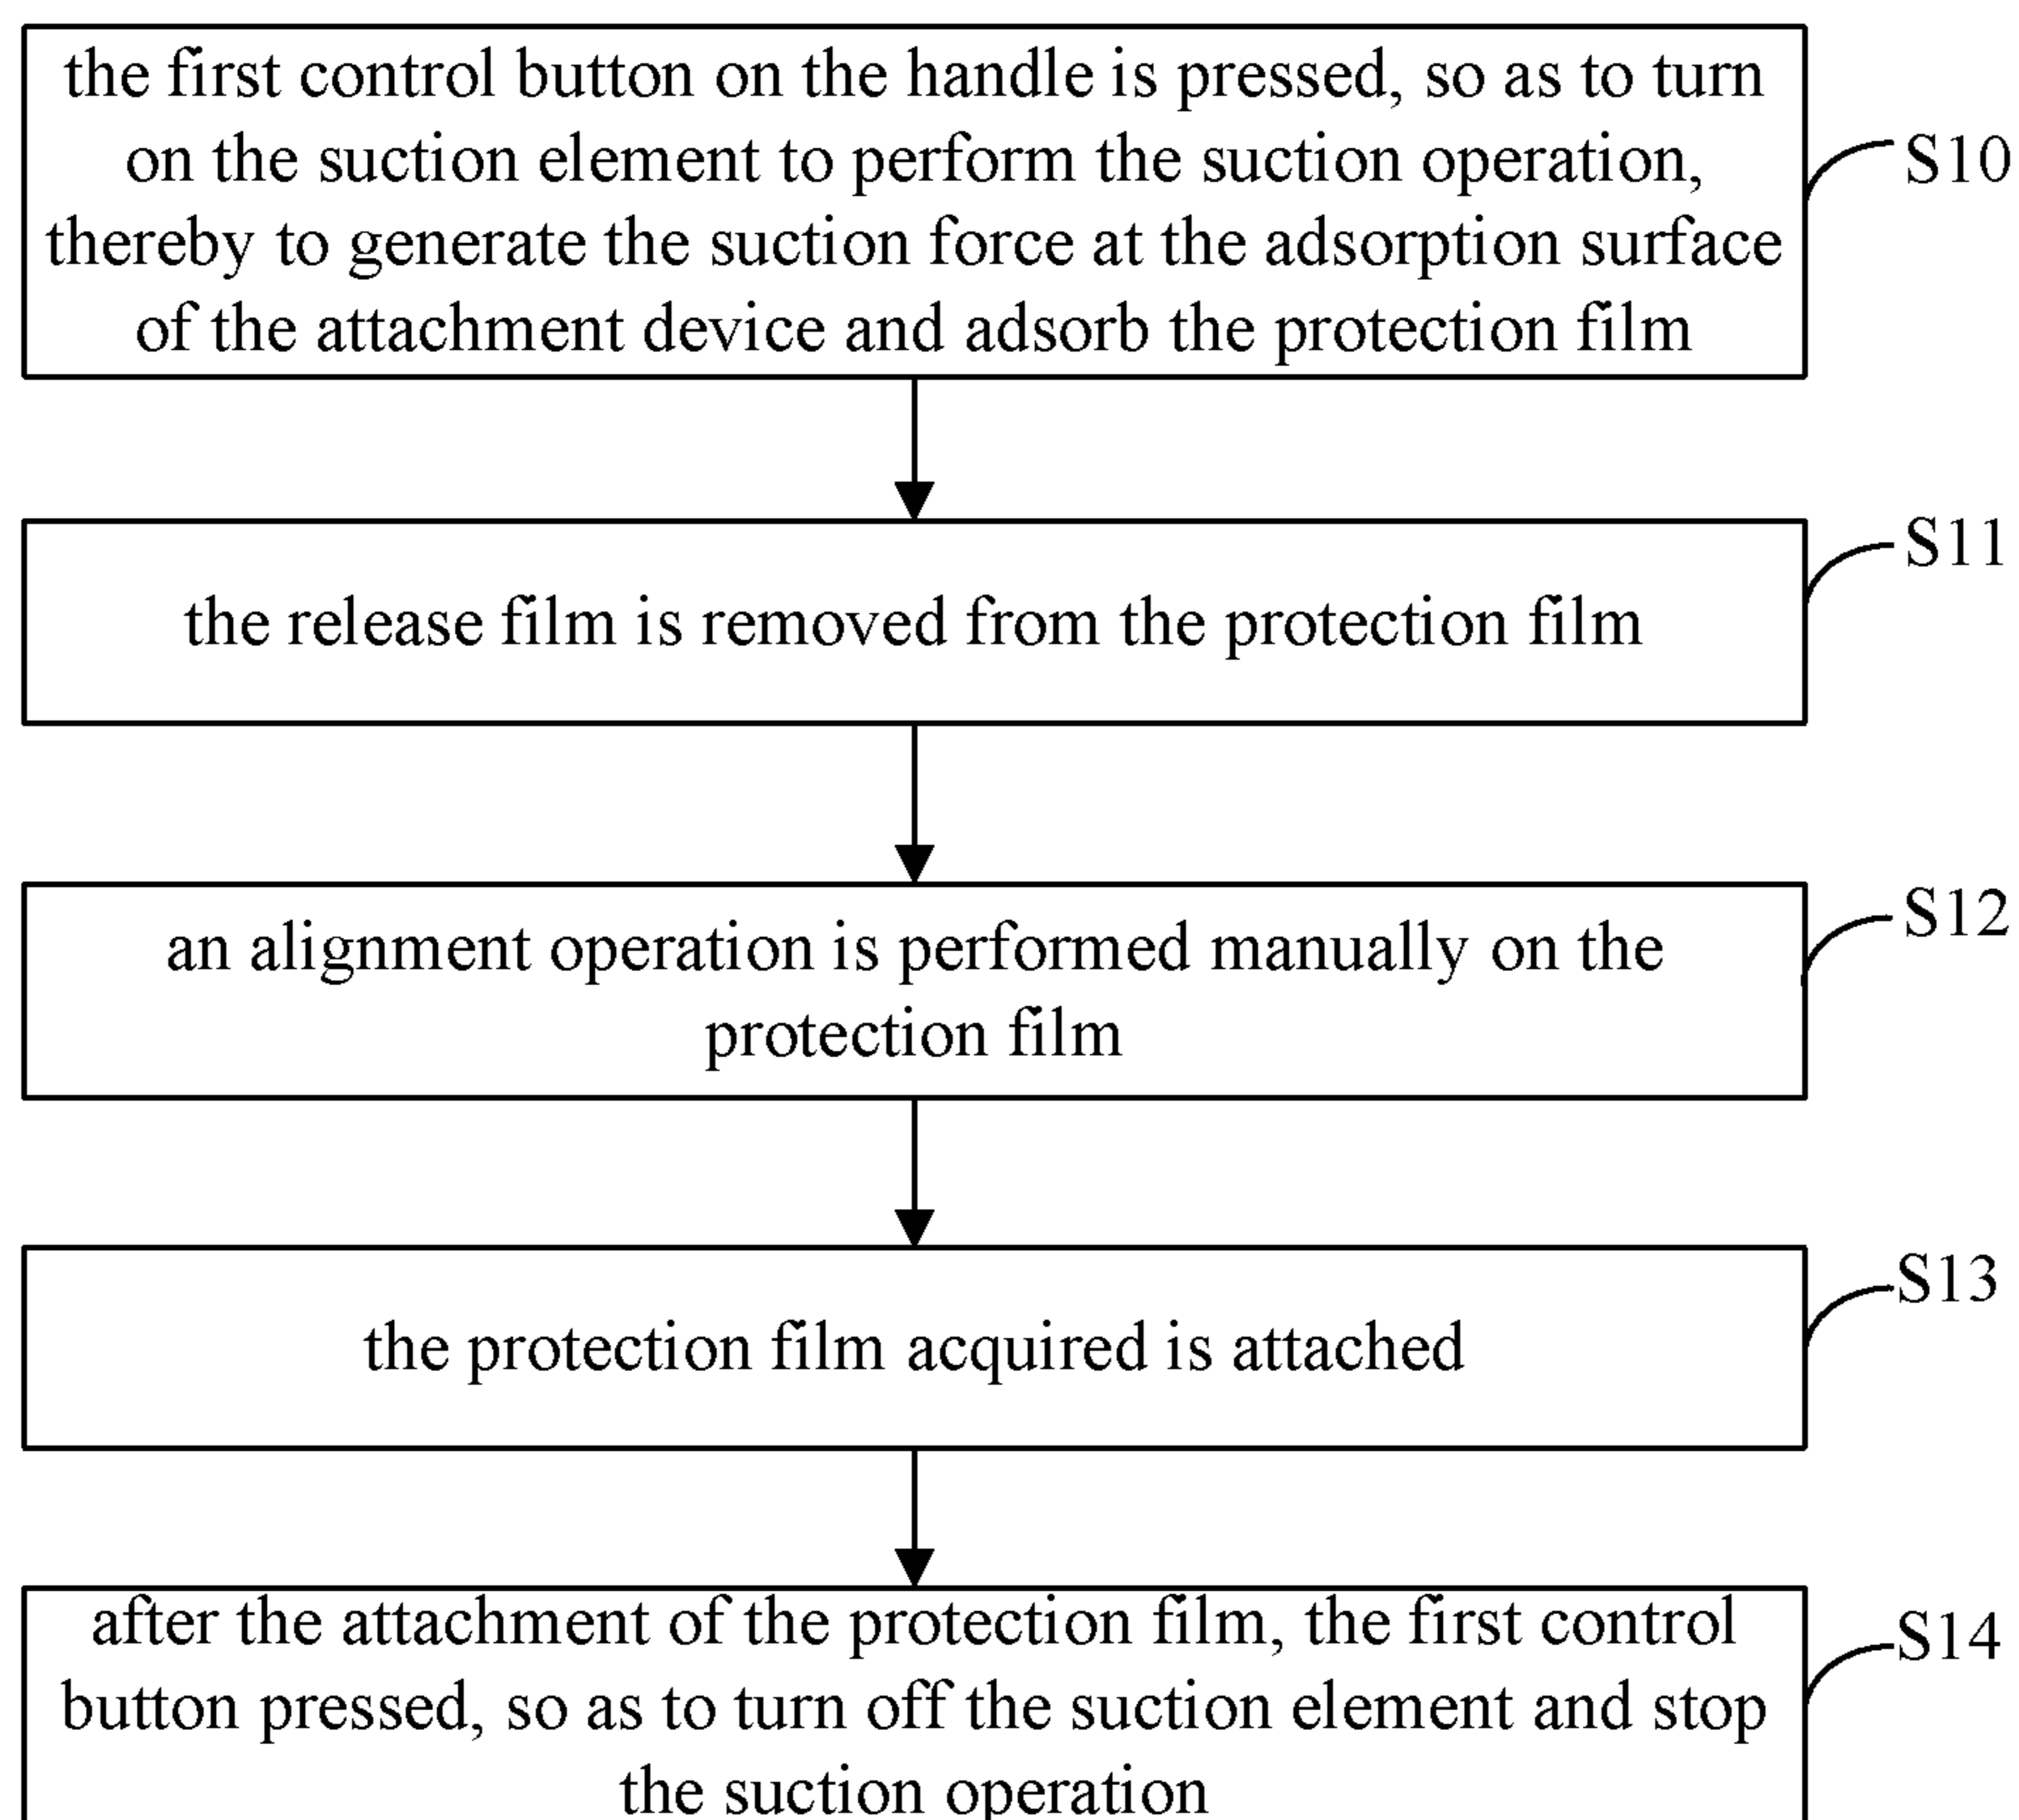 the first control button on the handle is pressed, so as to turn
on the suction element to perform the suction operation,
thereby to generate the suction force at the adsorption surface
of the attachment device and adsorb the protection film
S10
the release film is removed from the protection film
S11
an alignment operation is performed manually on the
protection film
S12
the protection film acquired is attached
S13
after the attachment of the protection film, the first control
button pressed, so as to turn off the suction element and stop
the suction operation
S14